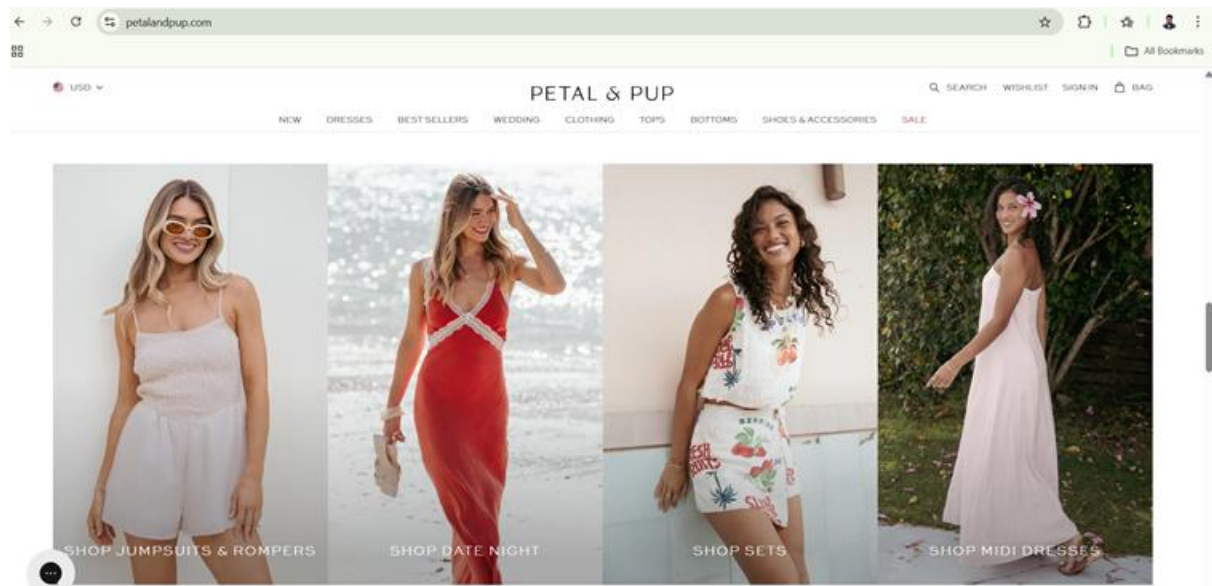 petalandpup.com
All Bookmarks
USD
PETAL & PUP
SEARCH WISHLIST SIGN IN BAG
NEW DRESSES BEST SELLERS WEDDING CLOTHING TOPS BOTTOMS SHOES & ACCESSORIES SALE
SHOP JUMPSUITS & ROMPERS
SHOP DATE NIGHT
SHOP SETS
SHOP MIDI DRESSES